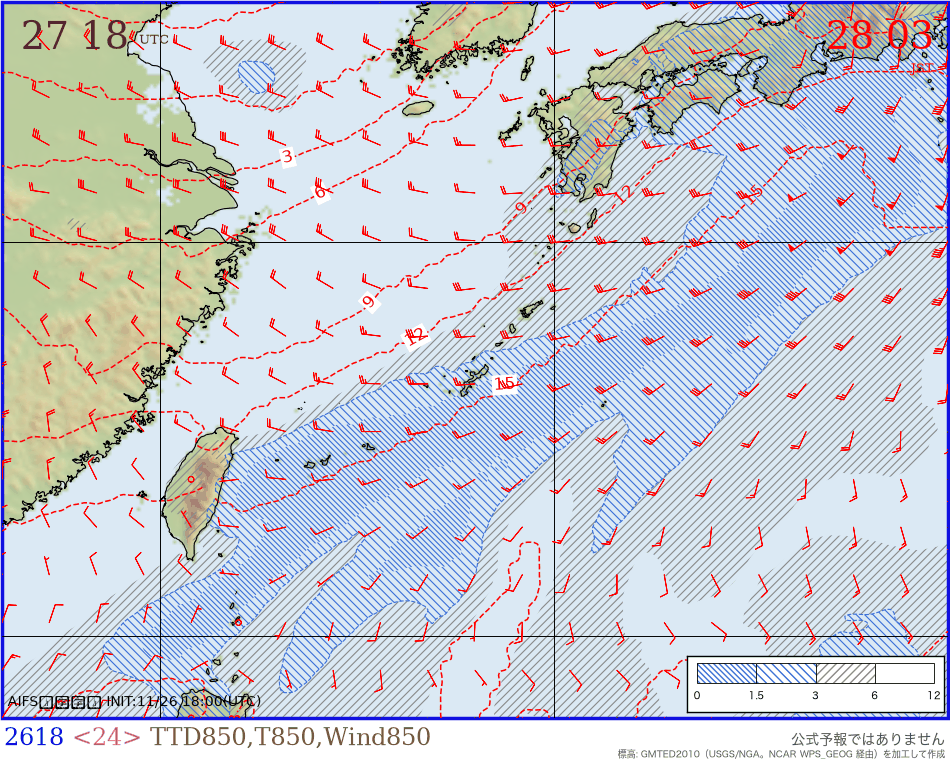 27 18 UTC
28 03 JST
3
6
9
12
15
9
12
15
6
0 1.5 3 6 12
AIFS INIT:11/26 18:00(UTC)
2618 <24> TTD850,T850,Wind850
公式予報ではありません
標高: GMTED2010（USGS/NGA。NCAR WPS_GEOG 経由）を加工して作成